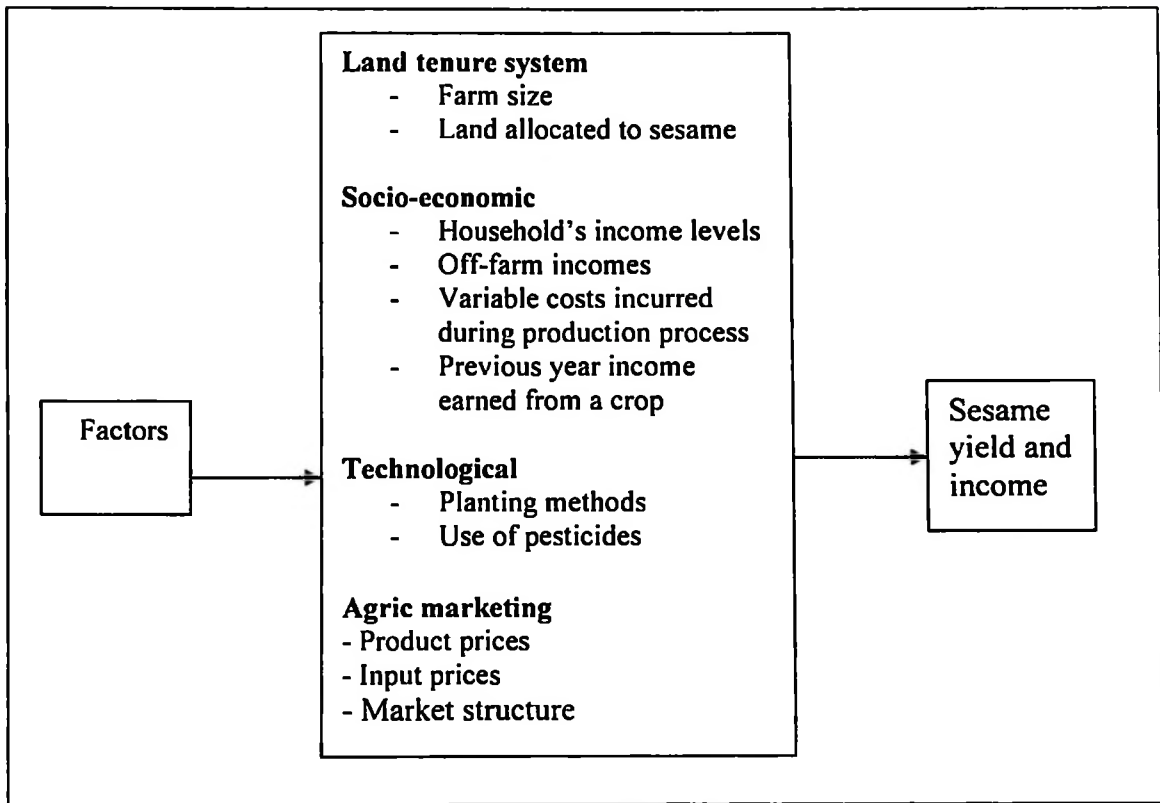 Factors
Land tenure system
- Farm size
- Land allocated to sesame
Socio-economic
- Household's income levels
- Off-farm incomes
- Variable costs incurred
during production process
- Previous year income
earned from a crop
Technological
- Planting methods
- Use of pesticides
Agric marketing
- Product prices
- Input prices
- Market structure
Sesame
yield and
income